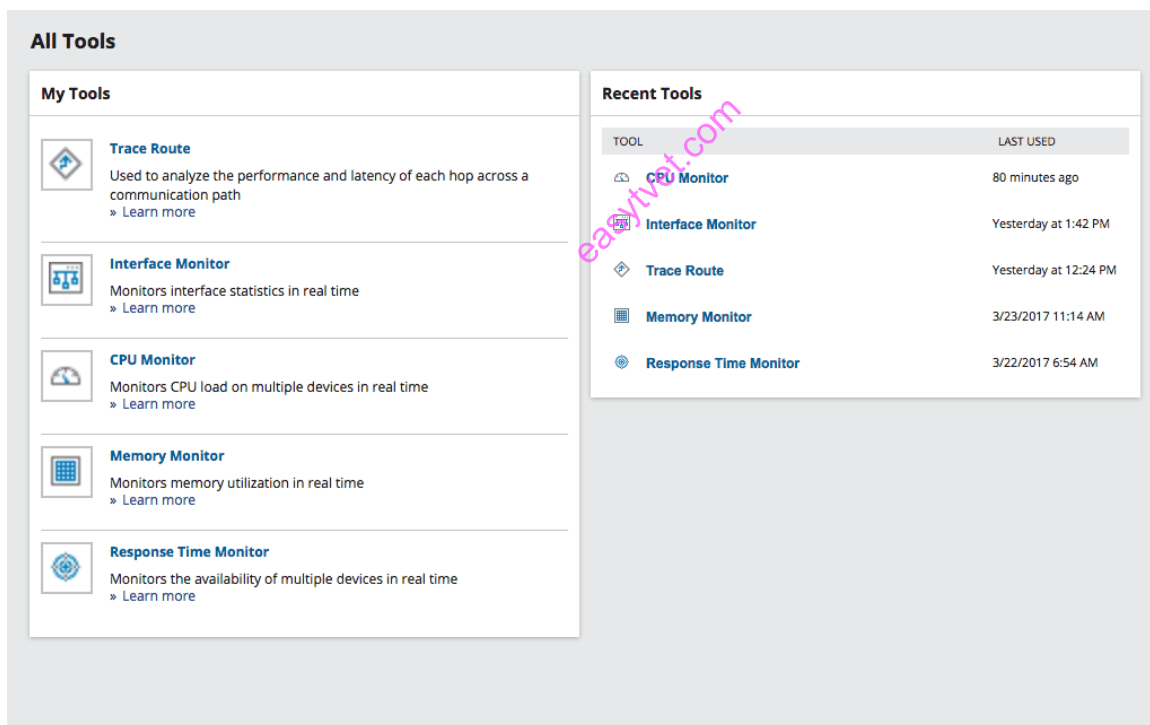 All Tools
My Tools
Trace Route
Used to analyze the performance and latency of each hop across a
communication path
» Learn more
Interface Monitor
Monitors interface statistics in real time
» Learn more
CPU Monitor
Monitors CPU load on multiple devices in real time
» Learn more
Memory Monitor
Monitors memory utilization in real time
» Learn more
Response Time Monitor
Monitors the availability of multiple devices in real time
» Learn more
Recent Tools
TOOL LAST USED
CPU Monitor 80 minutes ago
Interface Monitor Yesterday at 1:42 PM
Trace Route Yesterday at 12:24 PM
Memory Monitor 3/23/2017 11:14 AM
Response Time Monitor 3/22/2017 6:54 AM
easytvet.com